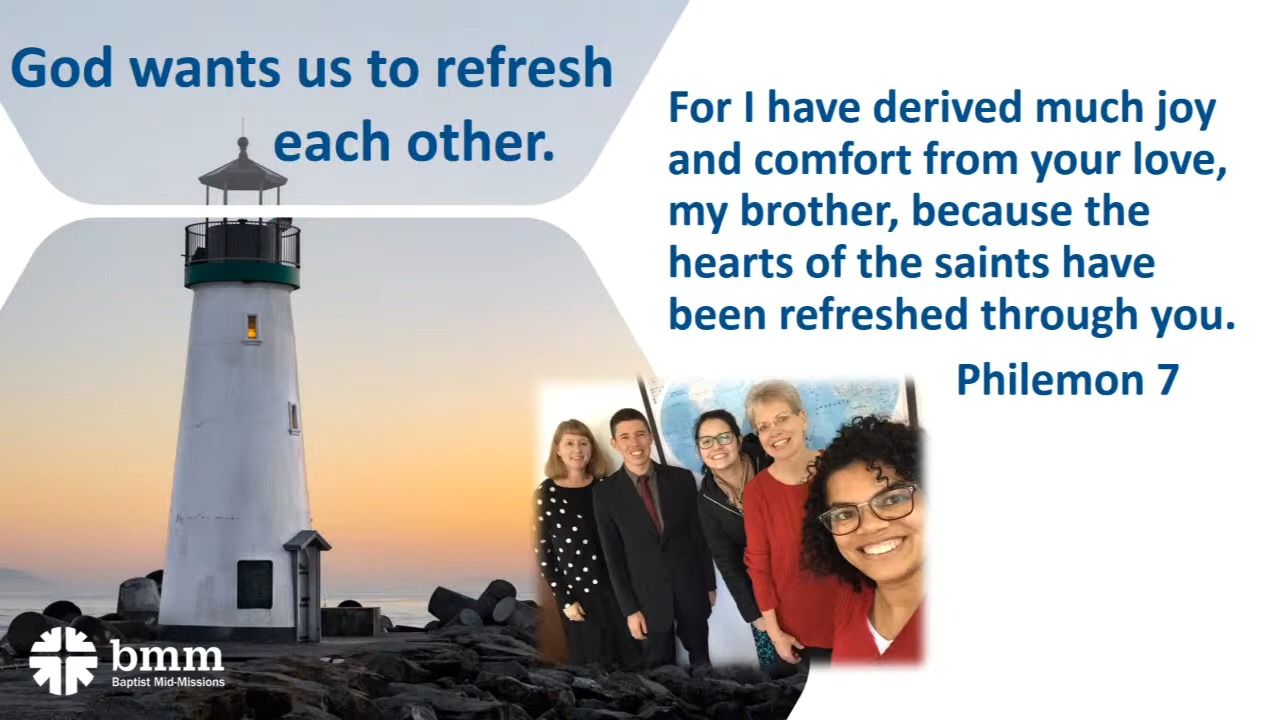 God wants us to refresh
each other.
For I have derived much joy
and comfort from your love,
my brother, because the
hearts of the saints have
been refreshed through you.
Philemon 7
bmm
Baptist Mid-Missions